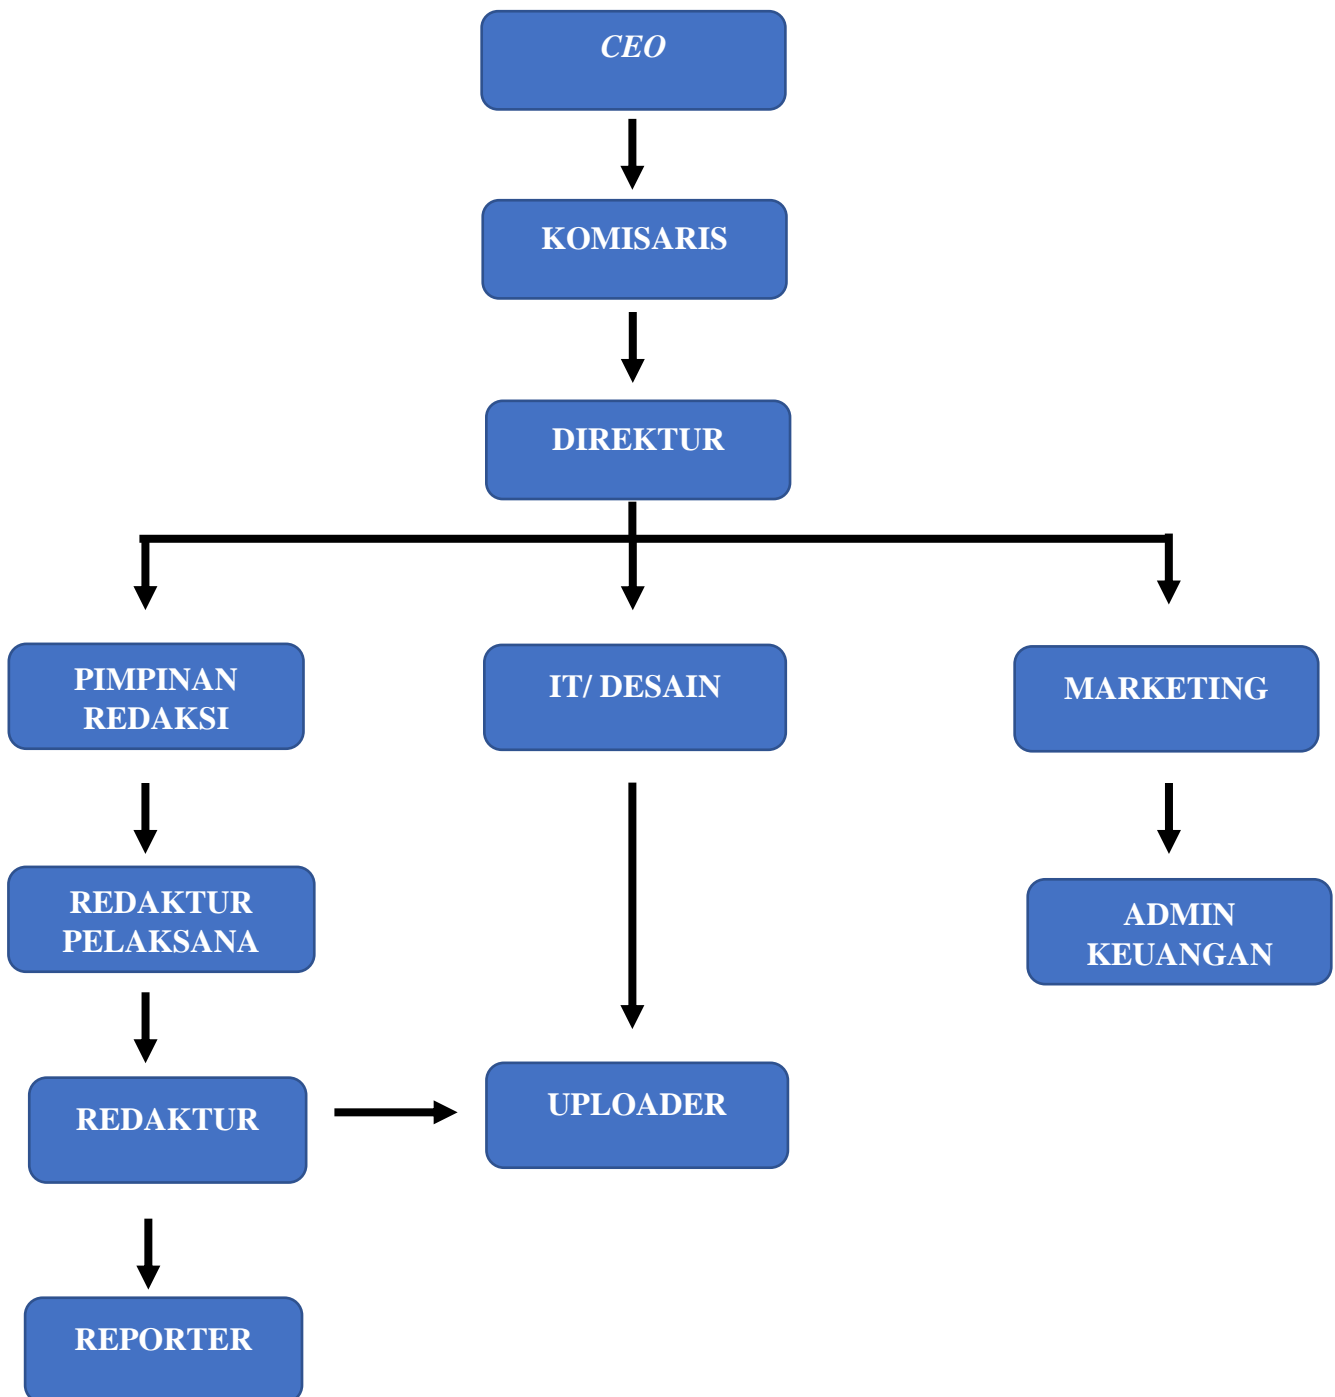 CEO
KOMISARIS
DIREKTUR
PIMPINAN
REDAKSI
IT/ DESAIN
MARKETING
REDAKTUR
PELAKSANA
ADMIN
KEUANGAN
REDAKTUR
UPLOADER
REPORTER